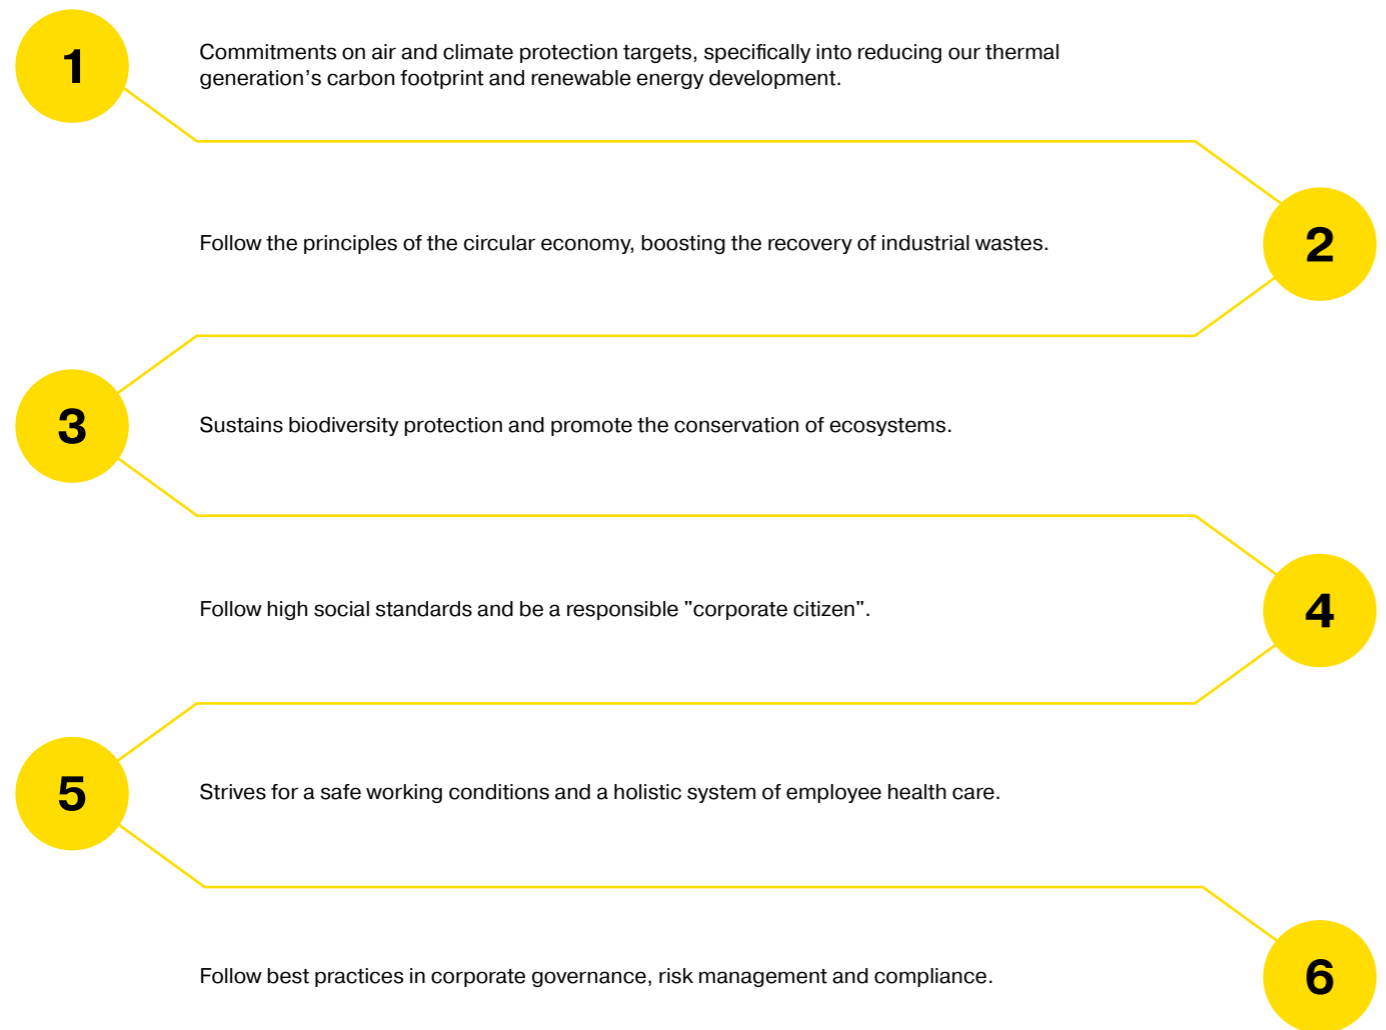 1
Commitments on air and climate protection targets, specifically into reducing our thermal
generation's carbon footprint and renewable energy development.
Follow the principles of the circular economy, boosting the recovery of industrial wastes.
2
3
Sustains biodiversity protection and promote the conservation of ecosystems.
Follow high social standards and be a responsible "corporate citizen".
4
5
Strives for a safe working conditions and a holistic system of employee health care.
Follow best practices in corporate governance, risk management and compliance.
6